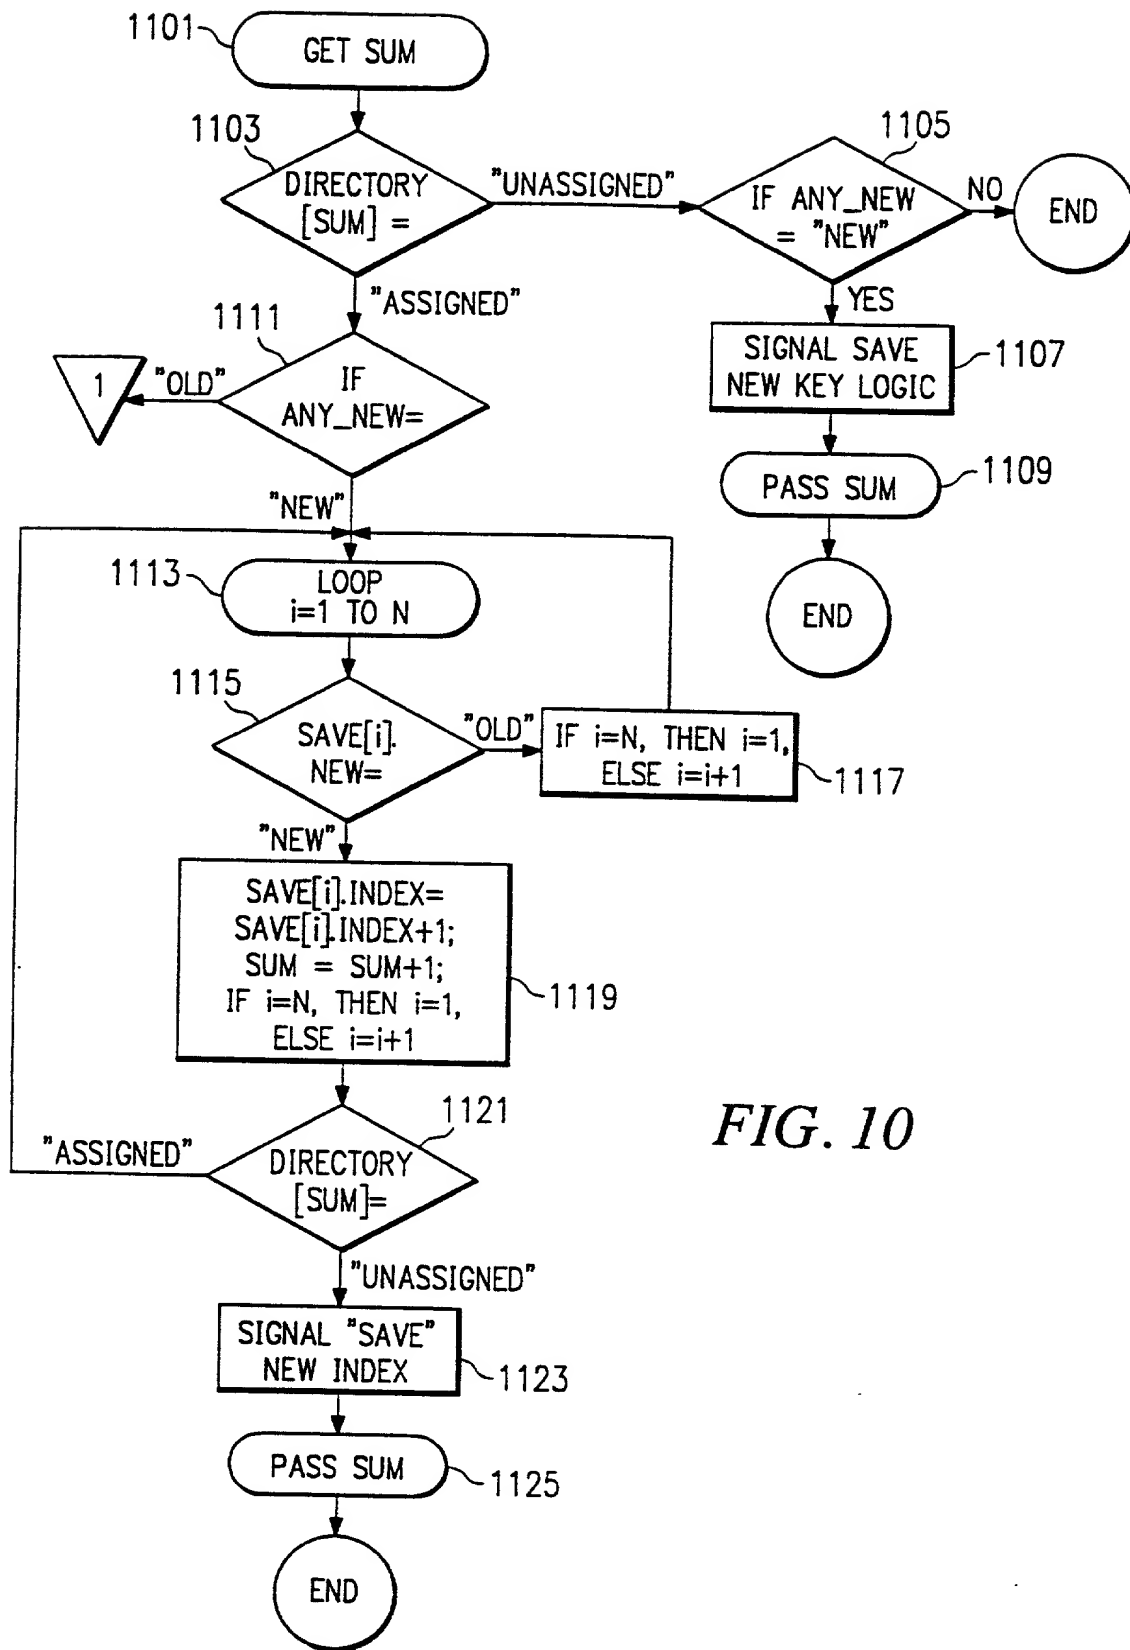 1101
GET SUM
1103
DIRECTORY
[SUM] =
"UNASSIGNED"
1105
IF ANY_NEW
= "NEW"
NO
END
YES
SIGNAL SAVE
NEW KEY LOGIC
1107
PASS SUM
1109
END
"ASSIGNED"
1111
IF
ANY_NEW=
"OLD"
1
"NEW"
1113
LOOP
i=1 TO N
1115
SAVE[i].
NEW=
"OLD"
IF i=N, THEN i=1,
ELSE i=i+1
1117
"NEW"
SAVE[i].INDEX=
SAVE[i].INDEX+1;
SUM = SUM+1;
IF i=N, THEN i=1,
ELSE i=i+1
1119
1121
DIRECTORY
[SUM]=
"ASSIGNED"
"UNASSIGNED"
SIGNAL "SAVE"
NEW INDEX
1123
PASS SUM
1125
END
FIG. 10